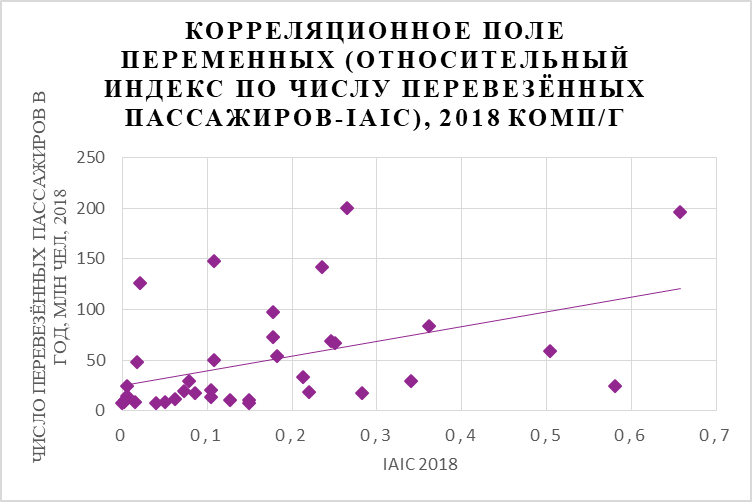 КОРРЕЛЯЦИОННОЕ ПОЛЕ
ПЕРЕМЕННЫХ (ОТНОСИТЕЛЬНЫЙ
ИНДЕКС ПО ЧИСЛУ ПЕРЕВЕЗЁННЫХ
ПАССАЖИРОВ-IAIC), 2018 КОМП/Г
ЧИСЛО ПЕРЕВЕЗЁННЫХ ПАССАЖИРОВ В
ГОД, МЛН ЧЕЛ, 2018
250
200
150
100
50
0
0
0,1
0,2
0,3
0,4
0,5
0,6
0,7
IAIC 2018